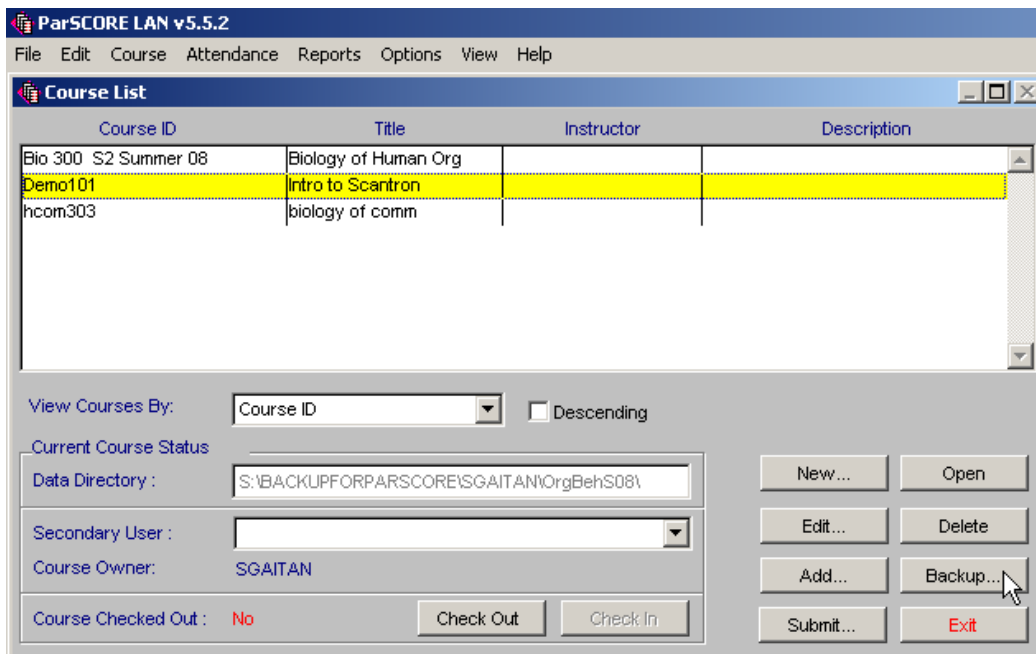 ParSCORE LAN v5.5.2
File Edit Course Attendance Reports Options View Help
Course List
Course ID Title Instructor Description
Bio 300 S2 Summer 08 Biology of Human Org
Demo101 Intro to Scantron
hcom303 biology of comm
View Courses By: Course ID Descending
Current Course Status
Data Directory : S:\BACKUPFORPARSCORE\SGAITAN\OrgBehS08\
New... Open
Secondary User :
Edit... Delete
Course Owner: SGAITAN
Add... Backup...
Course Checked Out : No Check Out Check In
Submit... Exit